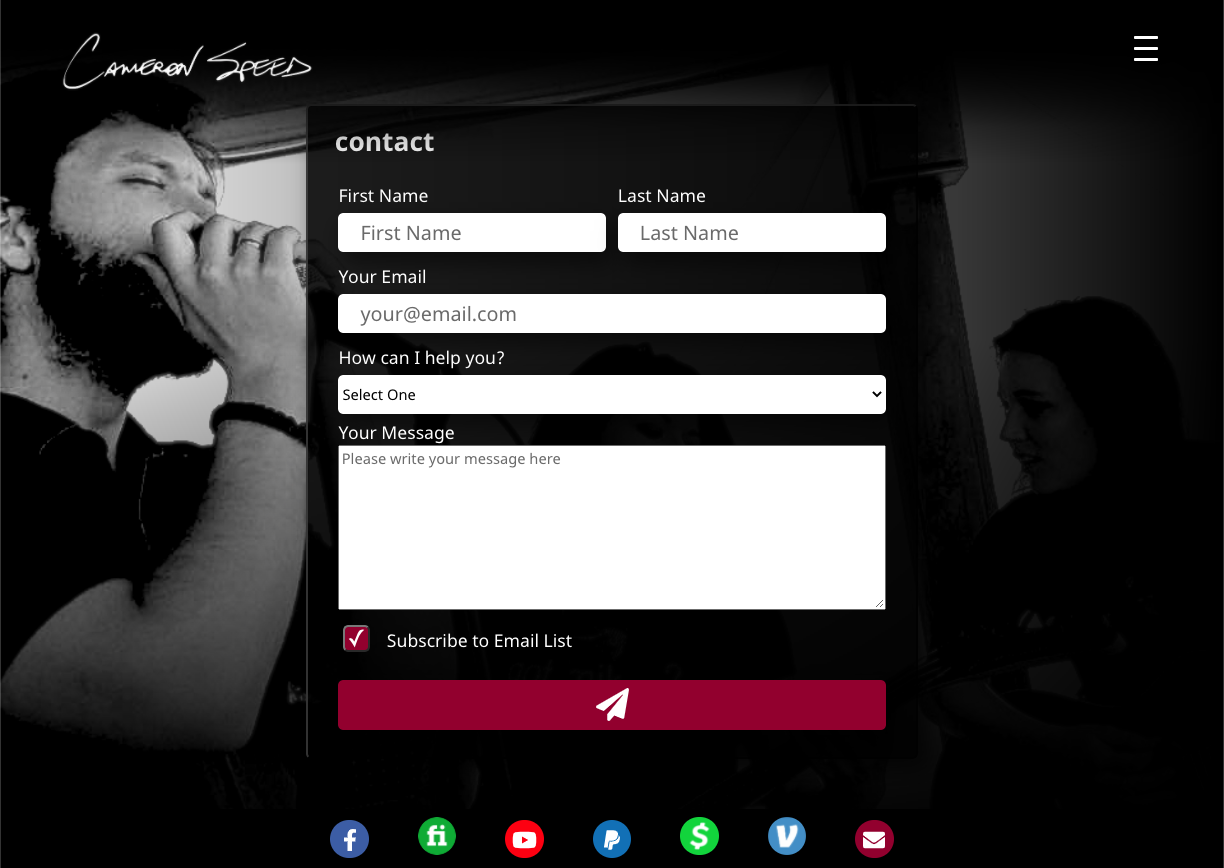 Cameron Speed
contact
First Name Last Name
First Name Last Name
Your Email
your@email.com
How can I help you?
Select One
Your Message
Please write your message here
Subscribe to Email List
f fi P $ V